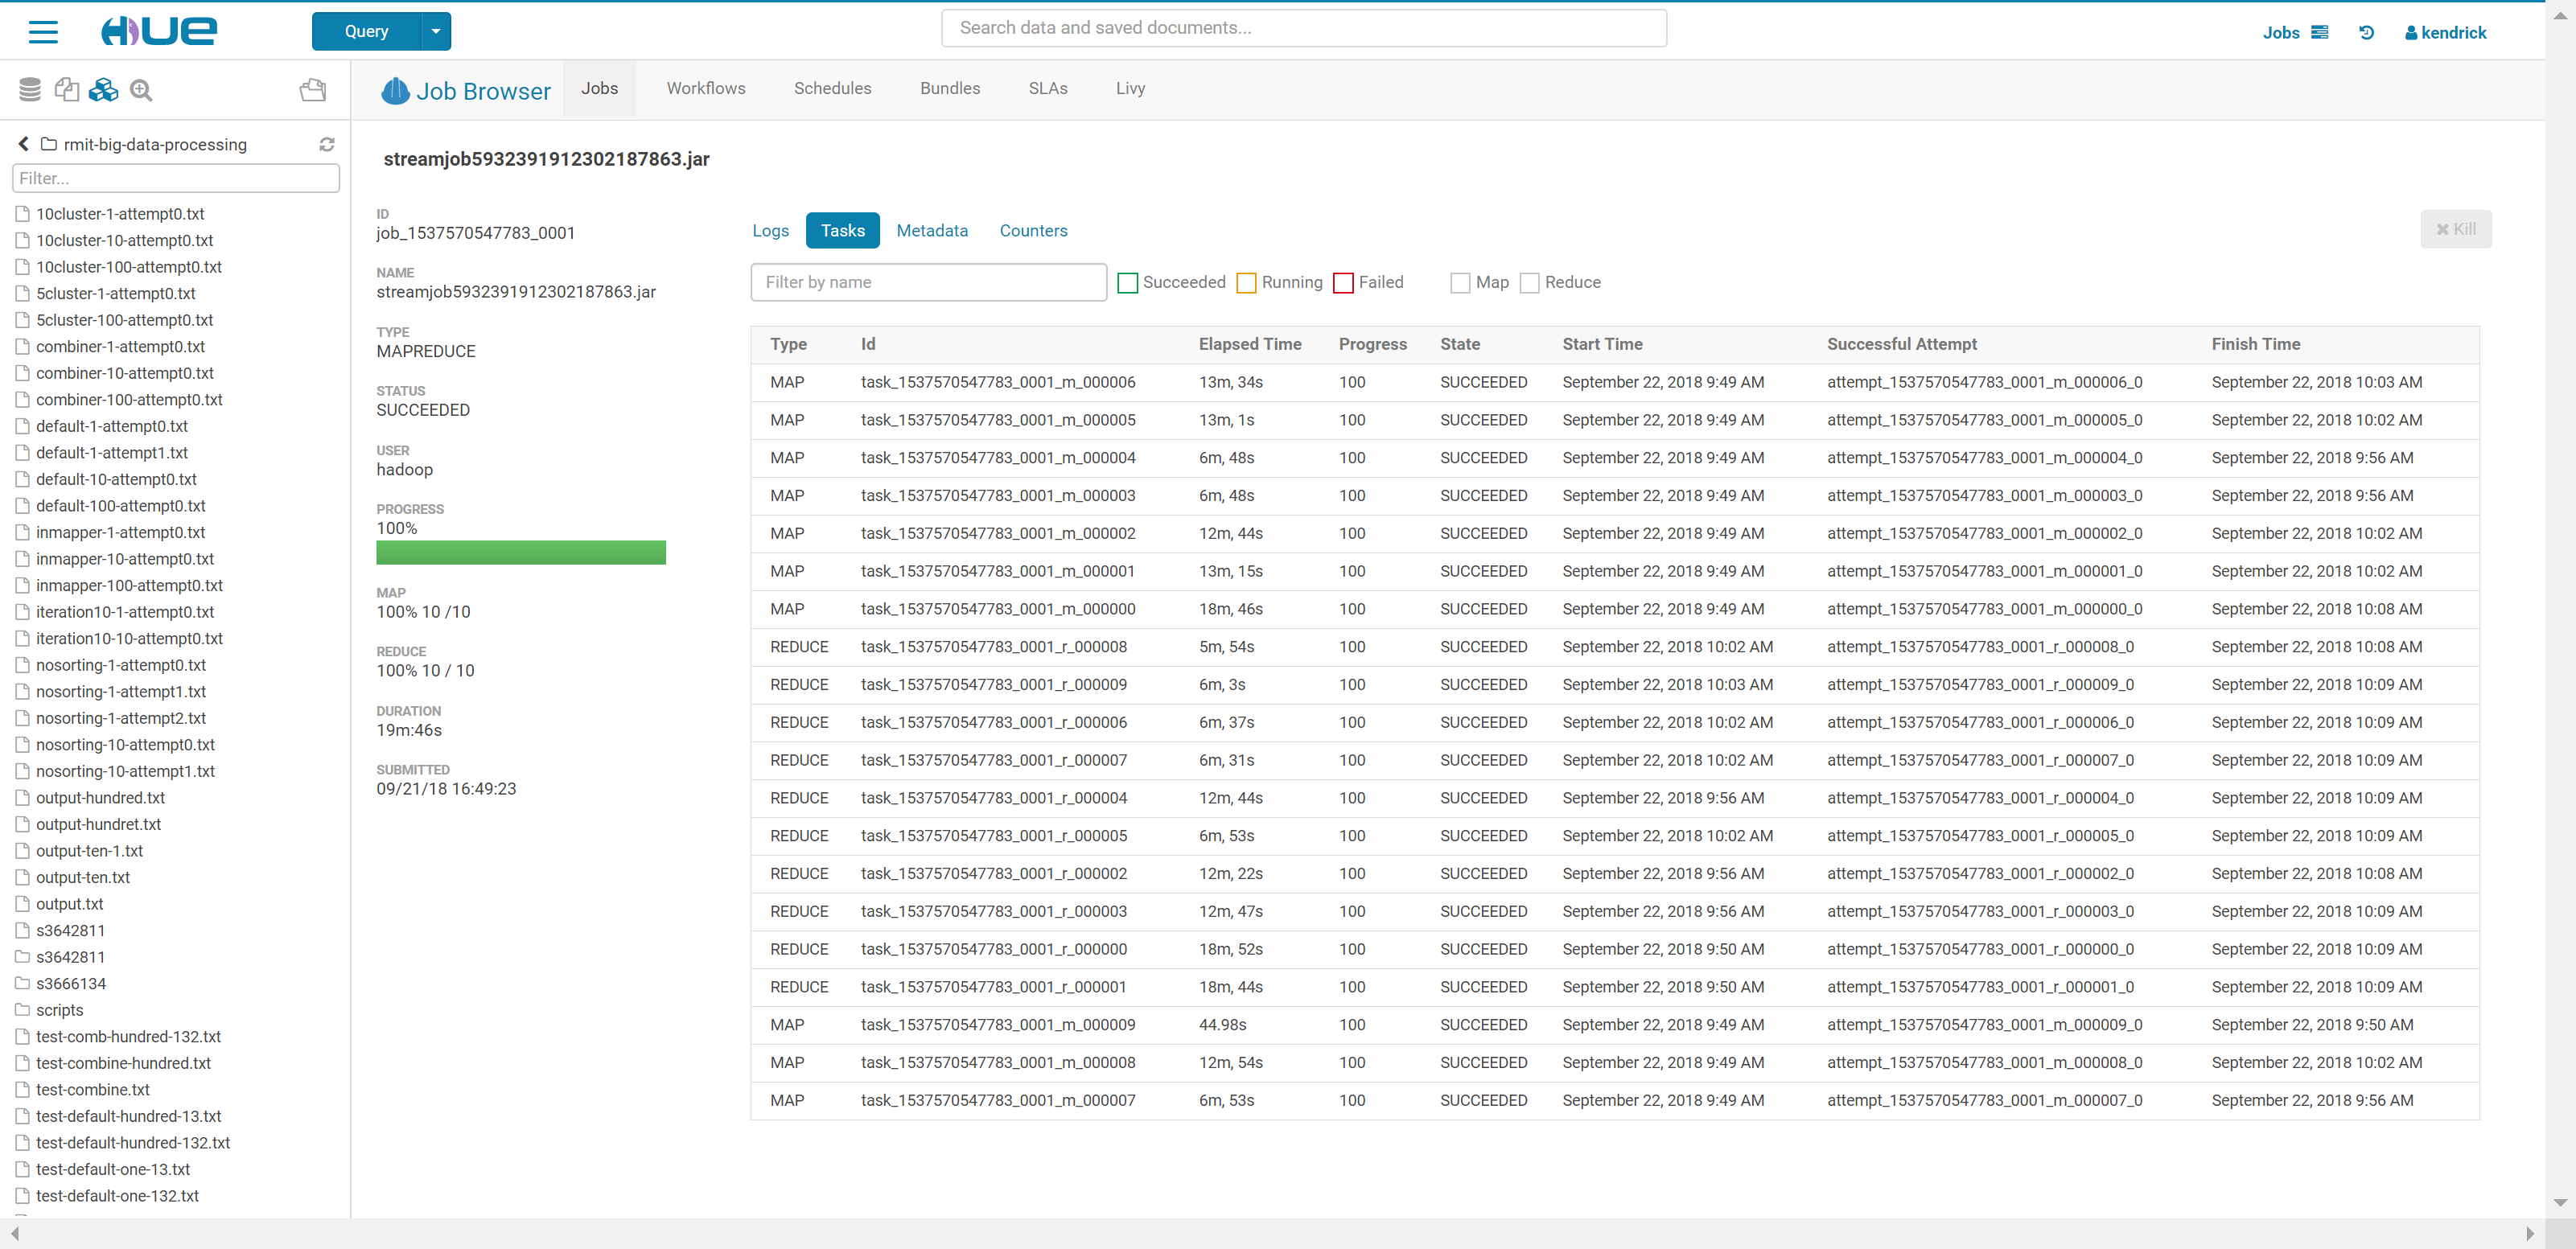 HUE
Query
Search data and saved documents...
Jobs
kendrick
Job Browser
Jobs
Workflows
Schedules
Bundles
SLAs
Livy
rmit-big-data-processing
Filter...
10cluster-1-attempt0.txt
10cluster-10-attempt0.txt
10cluster-100-attempt0.txt
5cluster-1-attempt0.txt
5cluster-100-attempt0.txt
combiner-1-attempt0.txt
combiner-10-attempt0.txt
combiner-100-attempt0.txt
default-1-attempt0.txt
default-1-attempt1.txt
default-10-attempt0.txt
default-100-attempt0.txt
inmapper-1-attempt0.txt
inmapper-10-attempt0.txt
inmapper-100-attempt0.txt
iteration10-1-attempt0.txt
iteration10-10-attempt0.txt
nosorting-1-attempt0.txt
nosorting-1-attempt1.txt
nosorting-1-attempt2.txt
nosorting-10-attempt0.txt
nosorting-10-attempt1.txt
output-hundred.txt
output-hundret.txt
output-ten-1.txt
output-ten.txt
output.txt
s3642811
s3642811
s3666134
scripts
test-comb-hundred-132.txt
test-combine-hundred.txt
test-combine.txt
test-default-hundred-13.txt
test-default-hundred-132.txt
test-default-one-13.txt
test-default-one-132.txt
streamjob5932391912302187863.jar
ID
job_1537570547783_0001
NAME
streamjob5932391912302187863.jar
TYPE
MAPREDUCE
STATUS
SUCCEEDED
USER
hadoop
PROGRESS
100%
MAP
100% 10 /10
REDUCE
100% 10 / 10
DURATION
19m:46s
SUBMITTED
09/21/18 16:49:23
Logs
Tasks
Metadata
Counters
Kill
Filter by name
Succeeded
Running
Failed
Map
Reduce
Type Id Elapsed Time Progress State Start Time Successful Attempt Finish Time
MAP task_1537570547783_0001_m_000006 13m, 34s 100 SUCCEEDED September 22, 2018 9:49 AM attempt_1537570547783_0001_m_000006_0 September 22, 2018 10:03 AM
MAP task_1537570547783_0001_m_000005 13m, 1s 100 SUCCEEDED September 22, 2018 9:49 AM attempt_1537570547783_0001_m_000005_0 September 22, 2018 10:02 AM
MAP task_1537570547783_0001_m_000004 6m, 48s 100 SUCCEEDED September 22, 2018 9:49 AM attempt_1537570547783_0001_m_000004_0 September 22, 2018 9:56 AM
MAP task_1537570547783_0001_m_000003 6m, 48s 100 SUCCEEDED September 22, 2018 9:49 AM attempt_1537570547783_0001_m_000003_0 September 22, 2018 9:56 AM
MAP task_1537570547783_0001_m_000002 12m, 44s 100 SUCCEEDED September 22, 2018 9:49 AM attempt_1537570547783_0001_m_000002_0 September 22, 2018 10:02 AM
MAP task_1537570547783_0001_m_000001 13m, 15s 100 SUCCEEDED September 22, 2018 9:49 AM attempt_1537570547783_0001_m_000001_0 September 22, 2018 10:02 AM
MAP task_1537570547783_0001_m_000000 18m, 46s 100 SUCCEEDED September 22, 2018 9:49 AM attempt_1537570547783_0001_m_000000_0 September 22, 2018 10:08 AM
REDUCE task_1537570547783_0001_r_000008 5m, 54s 100 SUCCEEDED September 22, 2018 10:02 AM attempt_1537570547783_0001_r_000008_0 September 22, 2018 10:08 AM
REDUCE task_1537570547783_0001_r_000009 6m, 3s 100 SUCCEEDED September 22, 2018 10:03 AM attempt_1537570547783_0001_r_000009_0 September 22, 2018 10:09 AM
REDUCE task_1537570547783_0001_r_000006 6m, 37s 100 SUCCEEDED September 22, 2018 10:02 AM attempt_1537570547783_0001_r_000006_0 September 22, 2018 10:09 AM
REDUCE task_1537570547783_0001_r_000007 6m, 31s 100 SUCCEEDED September 22, 2018 10:02 AM attempt_1537570547783_0001_r_000007_0 September 22, 2018 10:09 AM
REDUCE task_1537570547783_0001_r_000004 12m, 44s 100 SUCCEEDED September 22, 2018 9:56 AM attempt_1537570547783_0001_r_000004_0 September 22, 2018 10:09 AM
REDUCE task_1537570547783_0001_r_000005 6m, 53s 100 SUCCEEDED September 22, 2018 10:02 AM attempt_1537570547783_0001_r_000005_0 September 22, 2018 10:09 AM
REDUCE task_1537570547783_0001_r_000002 12m, 22s 100 SUCCEEDED September 22, 2018 9:56 AM attempt_1537570547783_0001_r_000002_0 September 22, 2018 10:08 AM
REDUCE task_1537570547783_0001_r_000003 12m, 47s 100 SUCCEEDED September 22, 2018 9:56 AM attempt_1537570547783_0001_r_000003_0 September 22, 2018 10:09 AM
REDUCE task_1537570547783_0001_r_000000 18m, 52s 100 SUCCEEDED September 22, 2018 9:50 AM attempt_1537570547783_0001_r_000000_0 September 22, 2018 10:09 AM
REDUCE task_1537570547783_0001_r_000001 18m, 44s 100 SUCCEEDED September 22, 2018 9:50 AM attempt_1537570547783_0001_r_000001_0 September 22, 2018 10:09 AM
MAP task_1537570547783_0001_m_000009 44.98s 100 SUCCEEDED September 22, 2018 9:49 AM attempt_1537570547783_0001_m_000009_0 September 22, 2018 9:50 AM
MAP task_1537570547783_0001_m_000008 12m, 54s 100 SUCCEEDED September 22, 2018 9:49 AM attempt_1537570547783_0001_m_000008_0 September 22, 2018 10:02 AM
MAP task_1537570547783_0001_m_000007 6m, 53s 100 SUCCEEDED September 22, 2018 9:49 AM attempt_1537570547783_0001_m_000007_0 September 22, 2018 9:56 AM